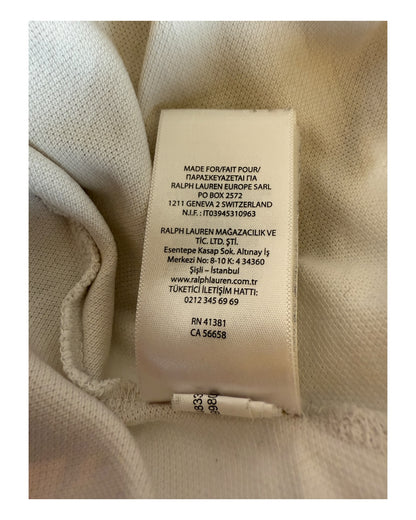 MADE FOR/FAIT POUR/
ΠΑΡΑΣΚΕΥΑΖΕΤΑΙ ΓΙΑ
RALPH LAUREN EUROPE SARL
PO BOX 2572
1211 GENEVA 2 SWITZERLAND
N.I.F. : IT03945310963
RALPH LAUREN MAĞAZACILIK VE
TİC. LTD. ŞTİ.
Esentepe Kasap Sok. Altınay İş
Merkezi No: 8-10 K: 4 34360
Şişli – İstanbul
www.ralphlauren.com
TÜKETİCİ İLETİŞİM HATTI:
0212 345 69 69
RN 41381
CA 56658